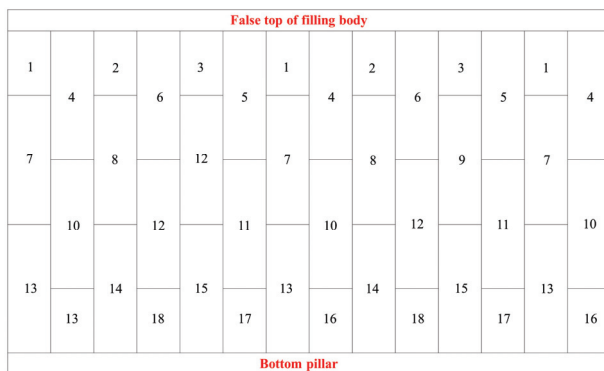 False top of filling body
1 2 3 1 2 3 1
4 6 5 4 6 5 4
7 8 12 7 8 9 7
10 12 11 10 12 11 10
13 14 15 13 14 15 13
13 18 17 16 18 17 16
Bottom pillar